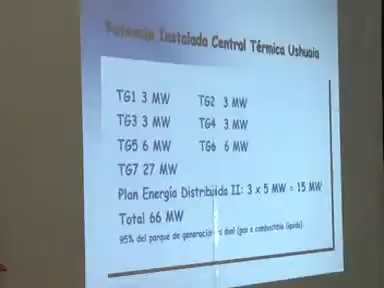 Potencia Instalada Central Térmica Ushuaia
TG1 3 MW TG2 3 MW
TG3 3 MW TG4 3 MW
TG5 6 MW TG6 6 MW
TG7 27 MW
Plan Energía Distribuida II: 3 x 5 MW = 15 MW
Total 66 MW
95% del parque de generación es dual (gas o combustible líquido)